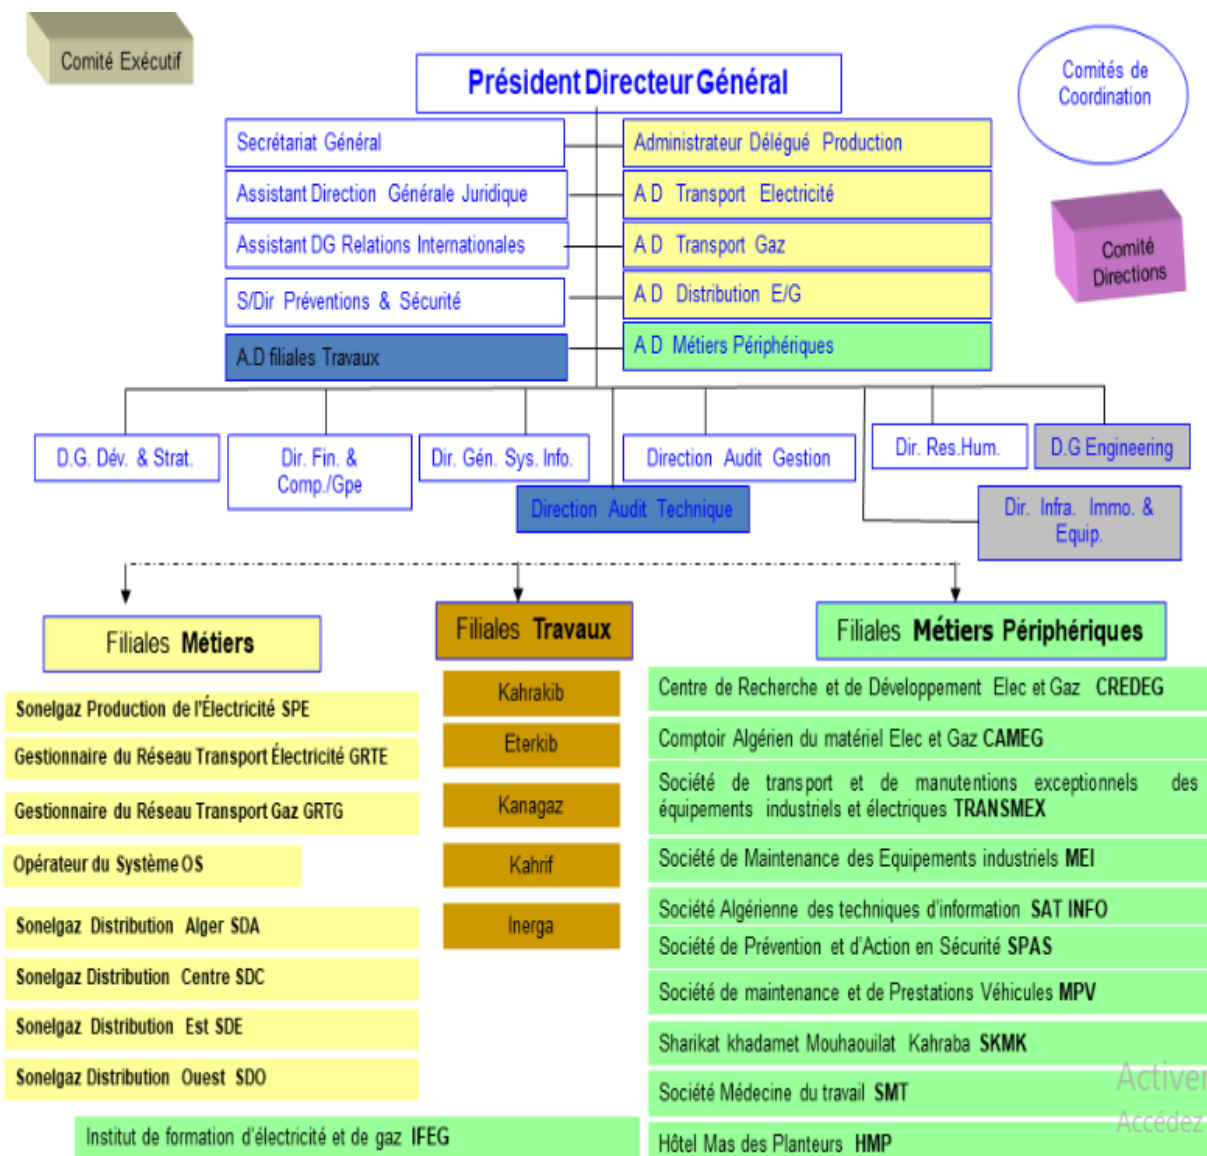 Comité Exécutif
Président Directeur Général
Comités de
Coordination
Secrétariat Général
Administrateur Délégué Production
Assistant Direction Générale Juridique
A D Transport Electricité
Assistant DG Relations Internationales
A D Transport Gaz
Comité
Directions
S/Dir Préventions & Sécurité
A D Distribution E/G
A.D filiales Travaux
A D Métiers Périphériques
D.G. Dév. & Strat.
Dir. Fin. &
Comp./Gpe
Dir. Gén. Sys. Info.
Direction Audit Gestion
Dir. Res.Hum.
D.G Engineering
Direction Audit Technique
Dir. Infra. Immo. &
Equip.
Filiales Métiers
Filiales Travaux
Filiales Métiers Périphériques
Sonelgaz Production de l'Électricité SPE
Gestionnaire du Réseau Transport Électricité GRTE
Gestionnaire du Réseau Transport Gaz GRTG
Opérateur du Système OS
Sonelgaz Distribution Alger SDA
Sonelgaz Distribution Centre SDC
Sonelgaz Distribution Est SDE
Sonelgaz Distribution Ouest SDO
Kahrakib
Eterkib
Kanagaz
Kahrif
Inerga
Centre de Recherche et de Développement Elec et Gaz CREDEG
Comptoir Algérien du matériel Elec et Gaz CAMEG
Société de transport et de manutentions exceptionnels des
équipements industriels et électriques TRANSMEX
Société de Maintenance des Equipements industriels MEI
Société Algérienne des techniques d'information SAT INFO
Société de Prévention et d'Action en Sécurité SPAS
Société de maintenance et de Prestations Véhicules MPV
Sharikat khadamet Mouhaouilat Kahraba SKMK
Société Médecine du travail SMT
Hôtel Mas des Planteurs HMP
Institut de formation d'électricité et de gaz IFEG
Activer
Accédez